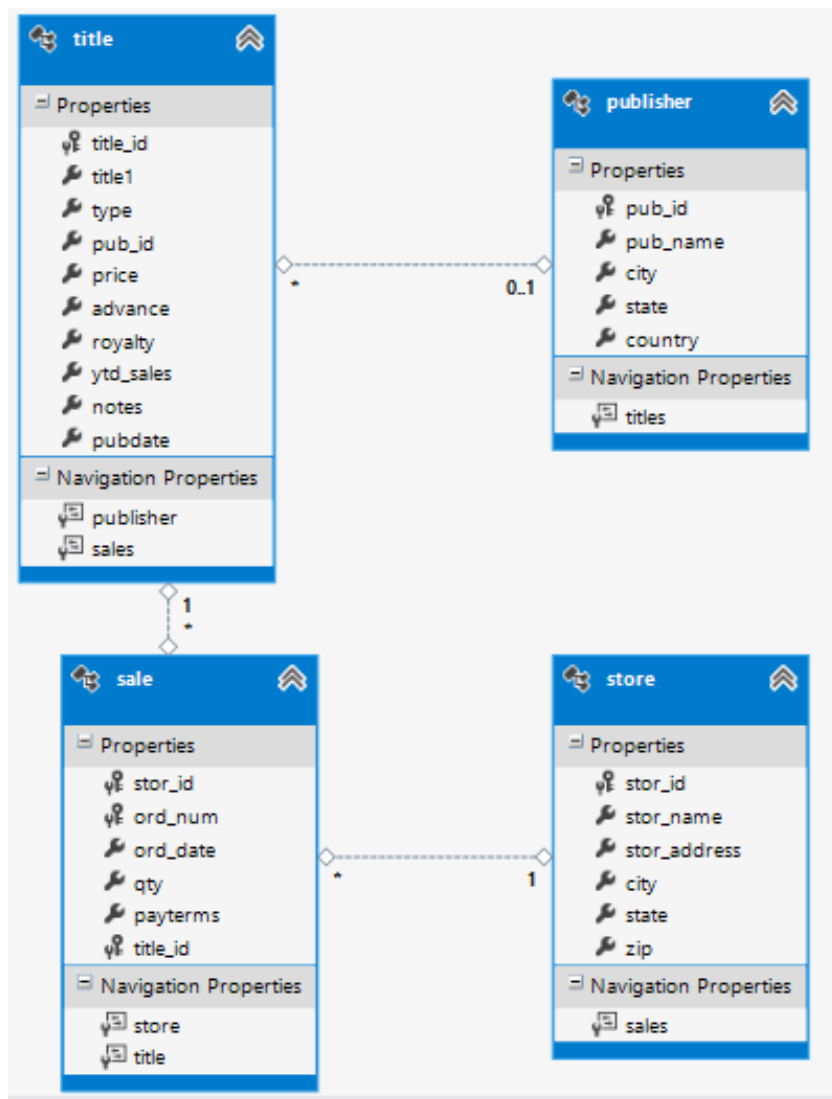 title
Properties
title_id
title1
type
pub_id
price
advance
royalty
ytd_sales
notes
pubdate
Navigation Properties
publisher
sales
publisher
Properties
pub_id
pub_name
city
state
country
Navigation Properties
titles
*
0..1
1
*
sale
Properties
stor_id
ord_num
ord_date
qty
payterms
title_id
Navigation Properties
store
title
*
1
store
Properties
stor_id
stor_name
stor_address
city
state
zip
Navigation Properties
sales